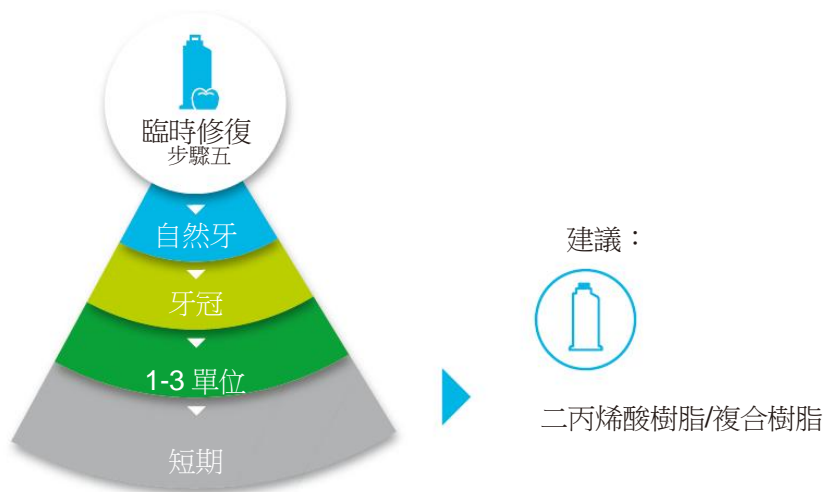 臨時修復
步驟五
自然牙
牙冠
1-3 單位
短期
建議：
二丙烯酸樹脂/複合樹脂